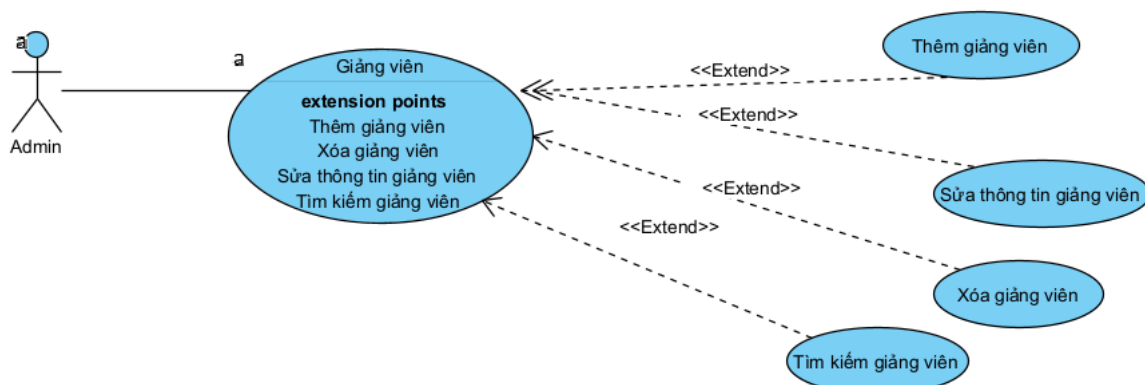 a
Admin
a
Giảng viên
extension points
Thêm giảng viên
Xóa giảng viên
Sửa thông tin giảng viên
Tìm kiếm giảng viên
<<Extend>>
Thêm giảng viên
<<Extend>>
Sửa thông tin giảng viên
<<Extend>>
Xóa giảng viên
<<Extend>>
Tìm kiếm giảng viên